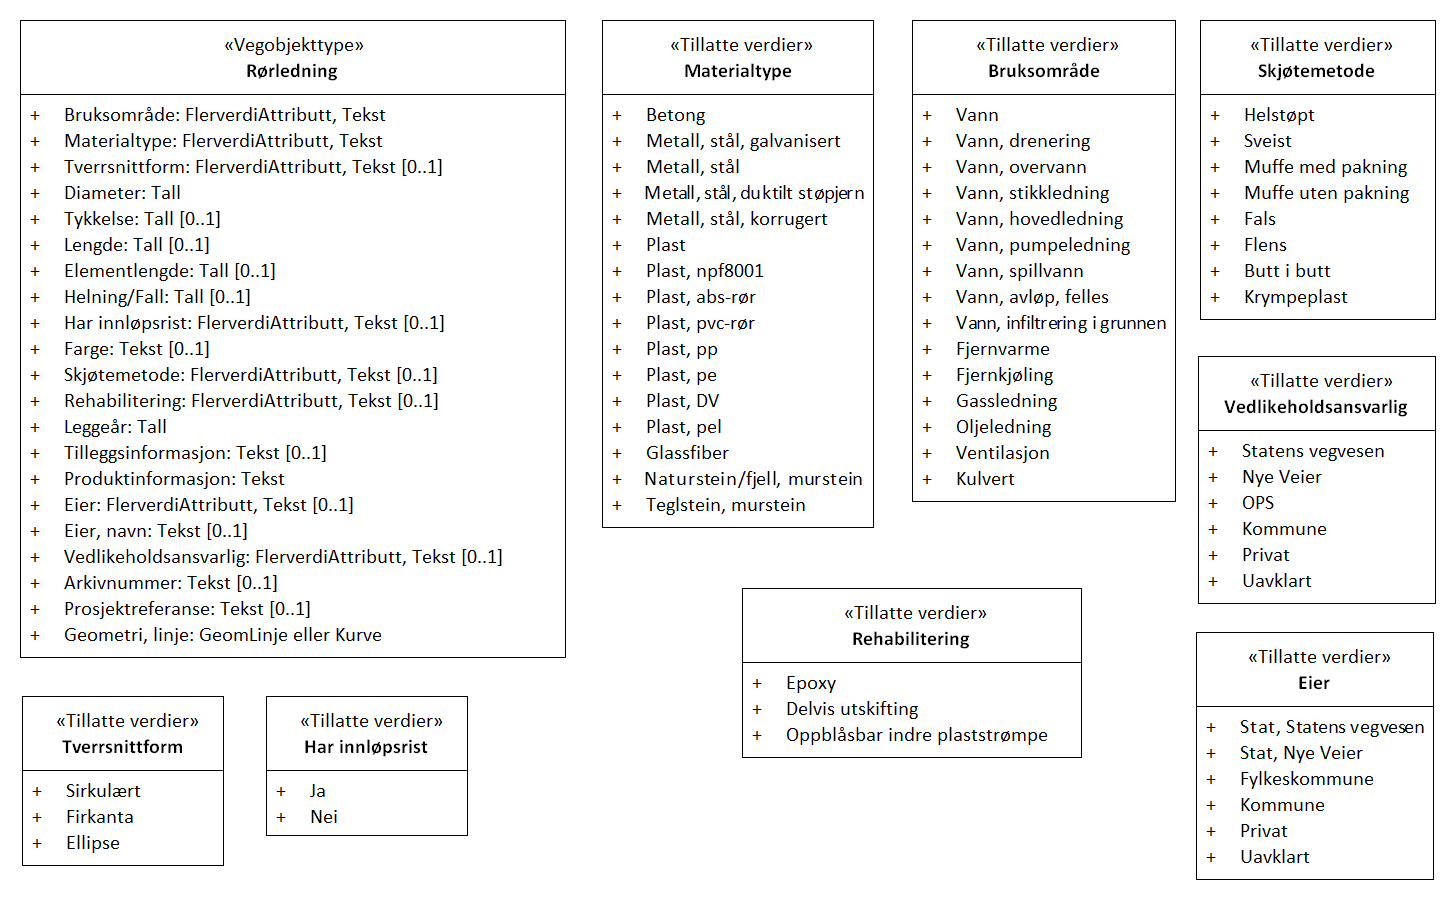 «Vegobjekttype»
Rørledning
+ Bruksområde: FlerverdiAttributt, Tekst
+ Materialtype: FlerverdiAttributt, Tekst
+ Tverrsnittform: FlerverdiAttributt, Tekst [0..1]
+ Diameter: Tall
+ Tykkelse: Tall [0..1]
+ Lengde: Tall [0..1]
+ Elementlengde: Tall [0..1]
+ Helning/Fall: Tall [0..1]
+ Har innløpsrist: FlerverdiAttributt, Tekst [0..1]
+ Farge: Tekst [0..1]
+ Skjøtemetode: FlerverdiAttributt, Tekst [0..1]
+ Rehabilitering: FlerverdiAttributt, Tekst [0..1]
+ Leggeår: Tall
+ Tilleggsinformasjon: Tekst [0..1]
+ Produktinformasjon: Tekst
+ Eier: FlerverdiAttributt, Tekst [0..1]
+ Eier, navn: Tekst [0..1]
+ Vedlikeholdsansvarlig: FlerverdiAttributt, Tekst [0..1]
+ Arkivnummer: Tekst [0..1]
+ Prosjektreferanse: Tekst [0..1]
+ Geometri, linje: GeomLinje eller Kurve
«Tillatte verdier»
Materialtype
+ Betong
+ Metall, stål, galvanisert
+ Metall, stål
+ Metall, stål, duktilt støpjern
+ Metall, stål, korrugert
+ Plast
+ Plast, npf8001
+ Plast, abs-rør
+ Plast, pvc-rør
+ Plast, pp
+ Plast, pe
+ Plast, DV
+ Plast, pel
+ Glassfiber
+ Naturstein/fjell, murstein
+ Teglstein, murstein
«Tillatte verdier»
Bruksområde
+ Vann
+ Vann, drenering
+ Vann, overvann
+ Vann, stikkledning
+ Vann, hovedledning
+ Vann, pumpeledning
+ Vann, spillvann
+ Vann, avløp, felles
+ Vann, infiltrering i grunnen
+ Fjernvarme
+ Fjernkjøling
+ Gassledning
+ Oljeledning
+ Ventilasjon
+ Kulvert
«Tillatte verdier»
Skjøtemetode
+ Helstøpt
+ Sveist
+ Muffe med pakning
+ Muffe uten pakning
+ Fals
+ Flens
+ Butt i butt
+ Krympeplast
«Tillatte verdier»
Vedlikeholdsansvarlig
+ Statens vegvesen
+ Nye Veier
+ OPS
+ Kommune
+ Privat
+ Uavklart
«Tillatte verdier»
Rehabilitering
+ Epoxy
+ Delvis utskifting
+ Oppblåsbar indre plaststrømpe
«Tillatte verdier»
Eier
+ Stat, Statens vegvesen
+ Stat, Nye Veier
+ Fylkeskommune
+ Kommune
+ Privat
+ Uavklart
«Tillatte verdier»
Tverrsnittform
+ Sirkulært
+ Firkanta
+ Ellipse
«Tillatte verdier»
Har innløpsrist
+ Ja
+ Nei